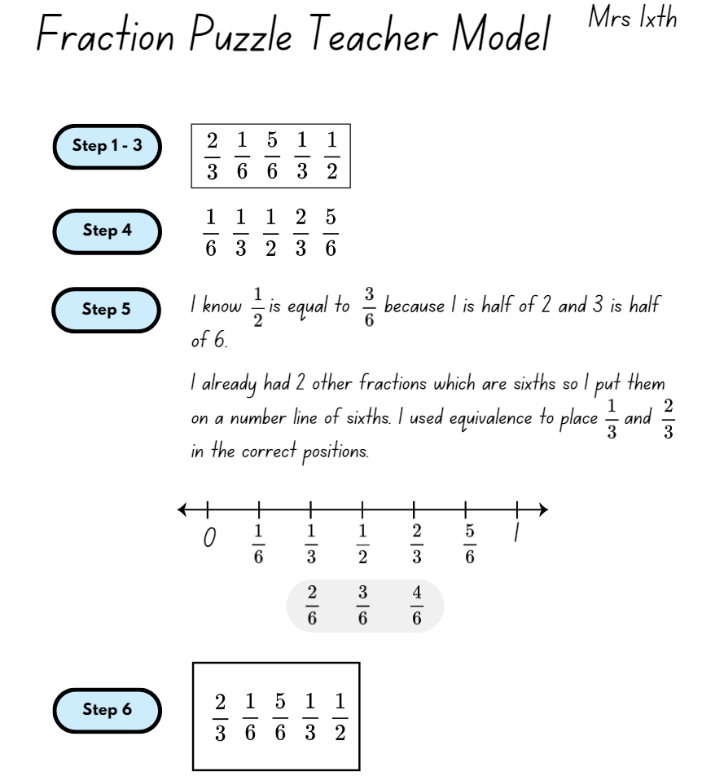 Fraction Puzzle Teacher Model
Mrs Ixth
Step 1 - 3
2/3 1/6 5/6 1/3 1/2
Step 4
1/6 1/3 1/2 2/3 5/6
Step 5
I know 1/2 is equal to 3/6 because 1 is half of 2 and 3 is half
of 6.
I already had 2 other fractions which are sixths so I put them
on a number line of sixths. I used equivalence to place 1/3 and 2/3
in the correct positions.
0 1/6 1/3 1/2 2/3 5/6 1
2/6 3/6 4/6
Step 6
2/3 1/6 5/6 1/3 1/2